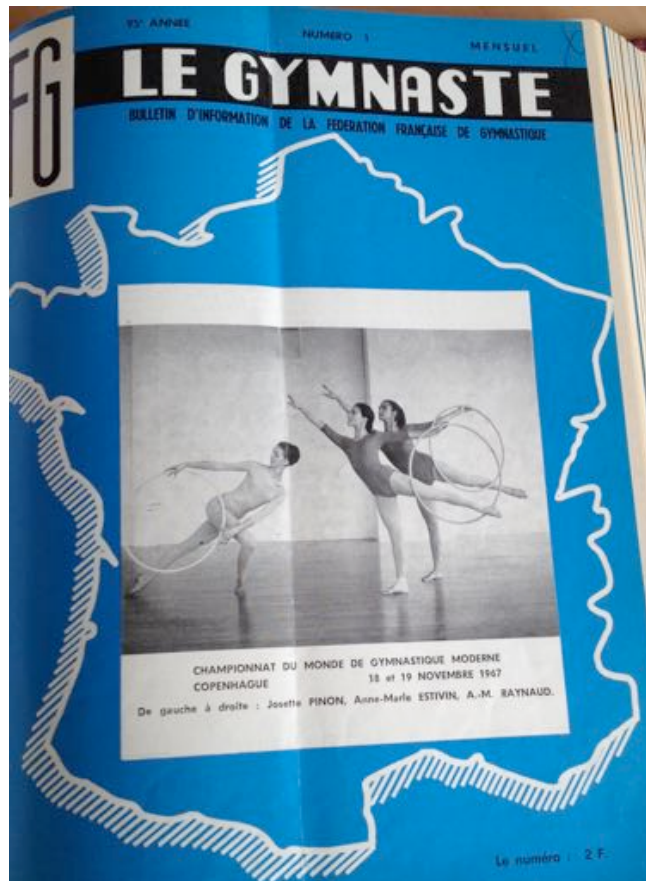 95e ANNEE
NUMERO 1
MENSUEL
FG
LE GYMNASTE
BULLETIN D'INFORMATION DE LA FEDERATION FRANÇAISE DE GYMNASTIQUE
CHAMPIONNAT DU MONDE DE GYMNASTIQUE MODERNE
COPENHAGUE 18 et 19 NOVEMBRE 1967
De gauche à droite : Josette PINON, Anne-Marie ESTIVIN, A.-M. RAYNAUD.
Le numéro : 2 F.